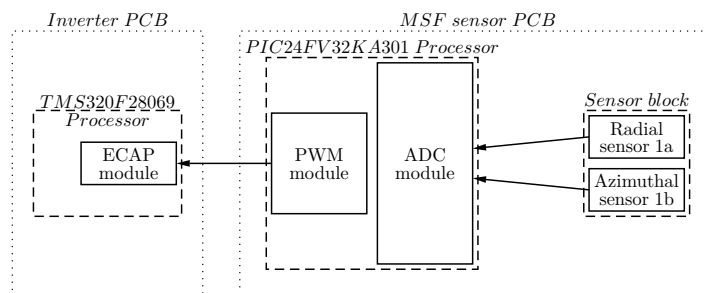 Inverter PCB
MSF sensor PCB
PIC24FV32KA301 Processor
TMS320F28069
Processor
ECAP
module
PWM
module
ADC
module
Sensor block
Radial
sensor 1a
Azimuthal
sensor 1b